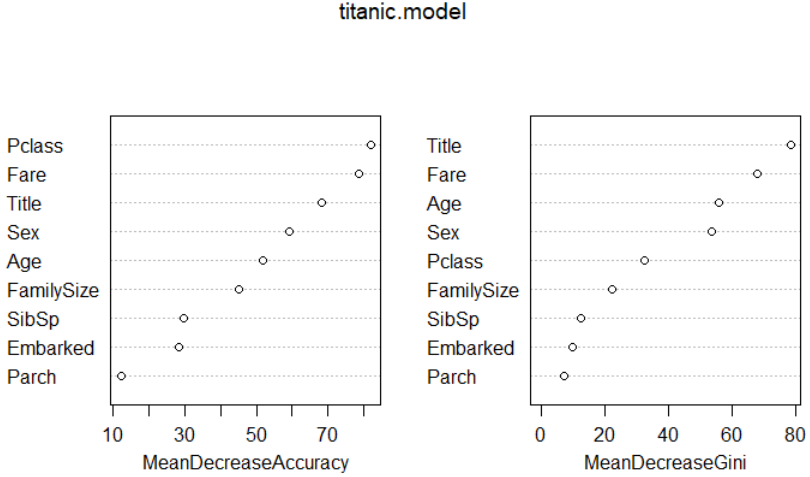 titanic.model
Pclass
Fare
Title
Sex
Age
FamilySize
SibSp
Embarked
Parch
10 30 50 70
MeanDecreaseAccuracy
Title
Fare
Age
Sex
Pclass
FamilySize
SibSp
Embarked
Parch
0 20 40 60 80
MeanDecreaseGini